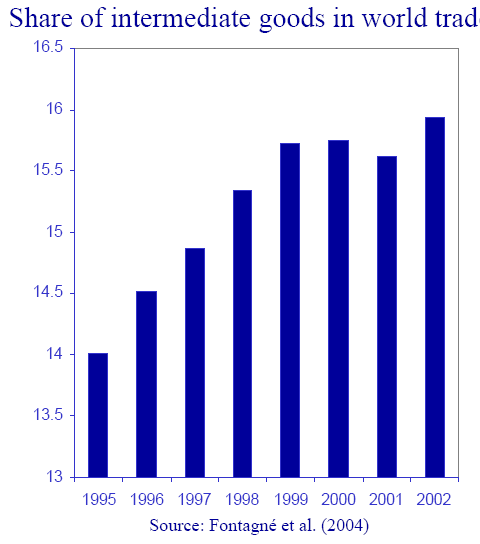 Share of intermediate goods in world trad
16.5
16
15.5
15
14.5
14
13.5
13
1995 1996 1997 1998 1999 2000 2001 2002
Source: Fontagné et al. (2004)